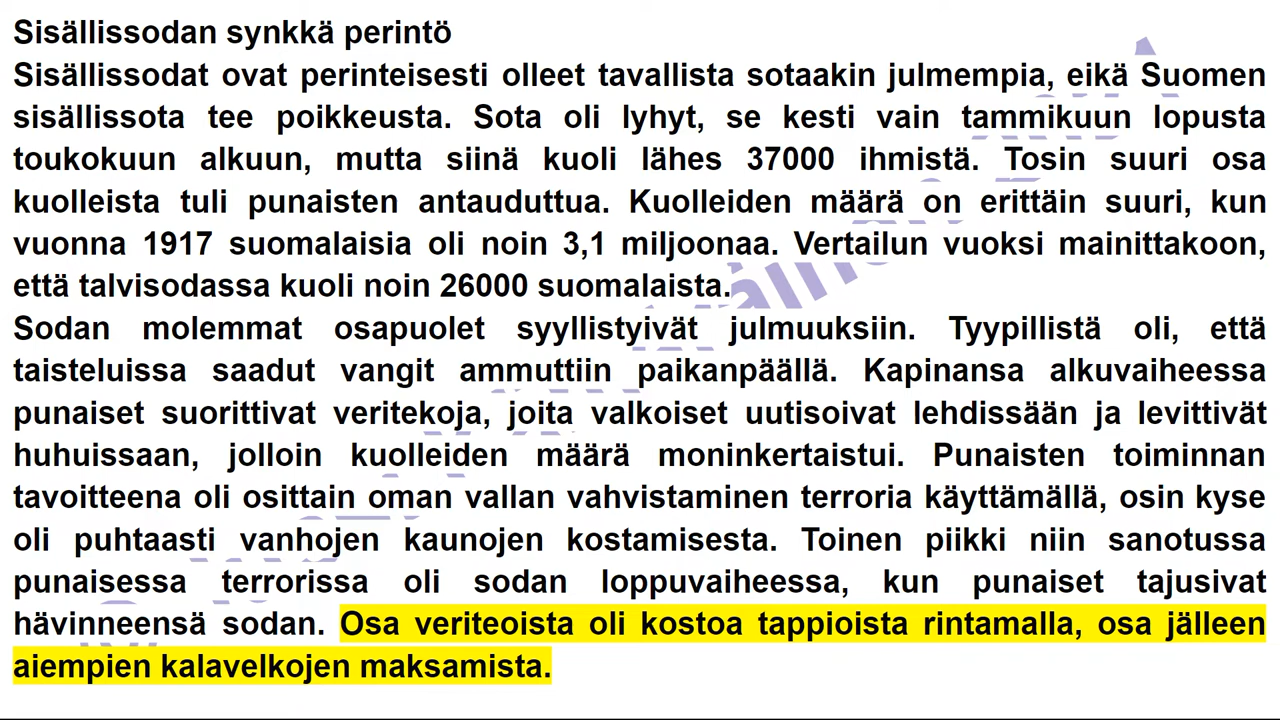 Sisällissodan synkkä perintö
Sisällissodat ovat perinteisesti olleet tavallista sotaakin julmempia, eikä Suomen
sisällissota tee poikkeusta. Sota oli lyhyt, se kesti vain tammikuun lopusta
toukokuun alkuun, mutta siinä kuoli lähes 37000 ihmistä. Tosin suuri osa
kuolleista tuli punaisten antauduttua. Kuolleiden määrä on erittäin suuri, kun
vuonna 1917 suomalaisia oli noin 3,1 miljoonaa. Vertailun vuoksi mainittakoon,
että talvisodassa kuoli noin 26000 suomalaista.
Sodan molemmat osapuolet syyllistyivät julmuuksiin. Tyypillistä oli, että
taisteluissa saadut vangit ammuttiin paikanpäällä. Kapinansa alkuvaiheessa
punaiset suorittivat veritekoja, joita valkoiset uutisoivat lehdissään ja levittivät
huhuissaan, jolloin kuolleiden määrä moninkertaistui. Punaisten toiminnan
tavoitteena oli osittain oman vallan vahvistaminen terroria käyttämällä, osin kyse
oli puhtaasti vanhojen kaunojen kostamisesta. Toinen piikki niin sanotussa
punaisessa terrorissa oli sodan loppuvaiheessa, kun punaiset tajusivat
hävinneensä sodan. Osa veriteoista oli kostoa tappioista rintamalla, osa jälleen
aiempien kalavelkojen maksamista.